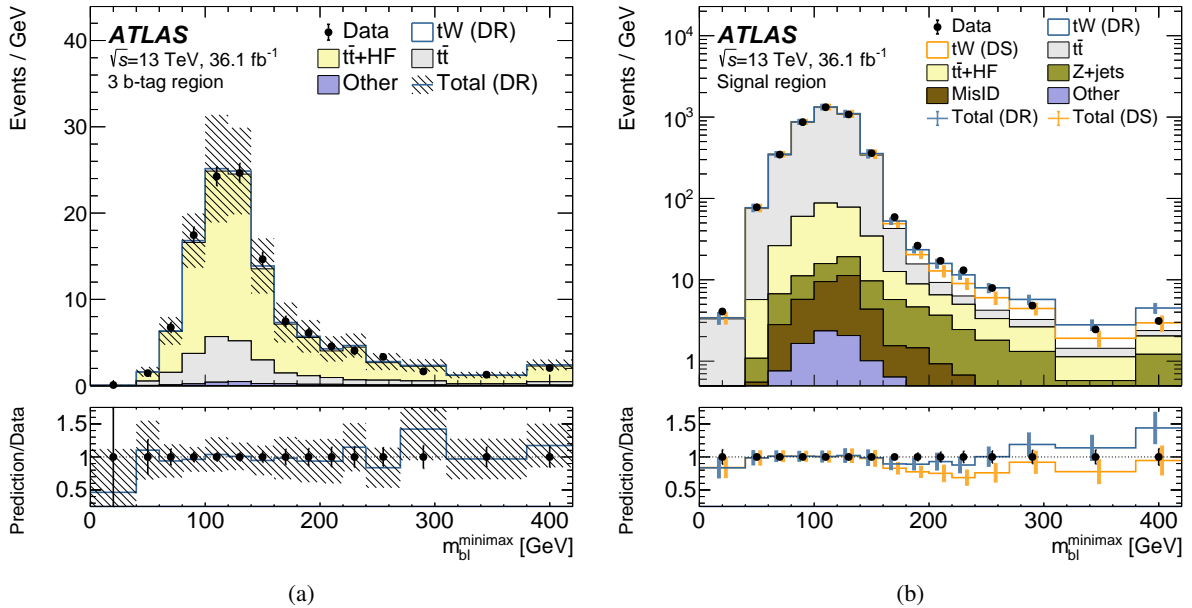 Events / GeV
40
30
20
10
0
ATLAS
√s=13 TeV, 36.1 fb⁻¹
3 b-tag region
Data
tW (DR)
tt̄+HF
tt̄
Other
Total (DR)
Prediction/Data
1.5
1
0.5
0 100 200 300 400
m_bl^minimax [GeV]
(a)
Events / GeV
10⁴
10³
10²
10
1
ATLAS
√s=13 TeV, 36.1 fb⁻¹
Signal region
Data
tW (DR)
tW (DS)
tt̄
tt̄+HF
Z+jets
MisID
Other
Total (DR)
Total (DS)
Prediction/Data
1.5
1
0.5
0 100 200 300 400
m_bl^minimax [GeV]
(b)